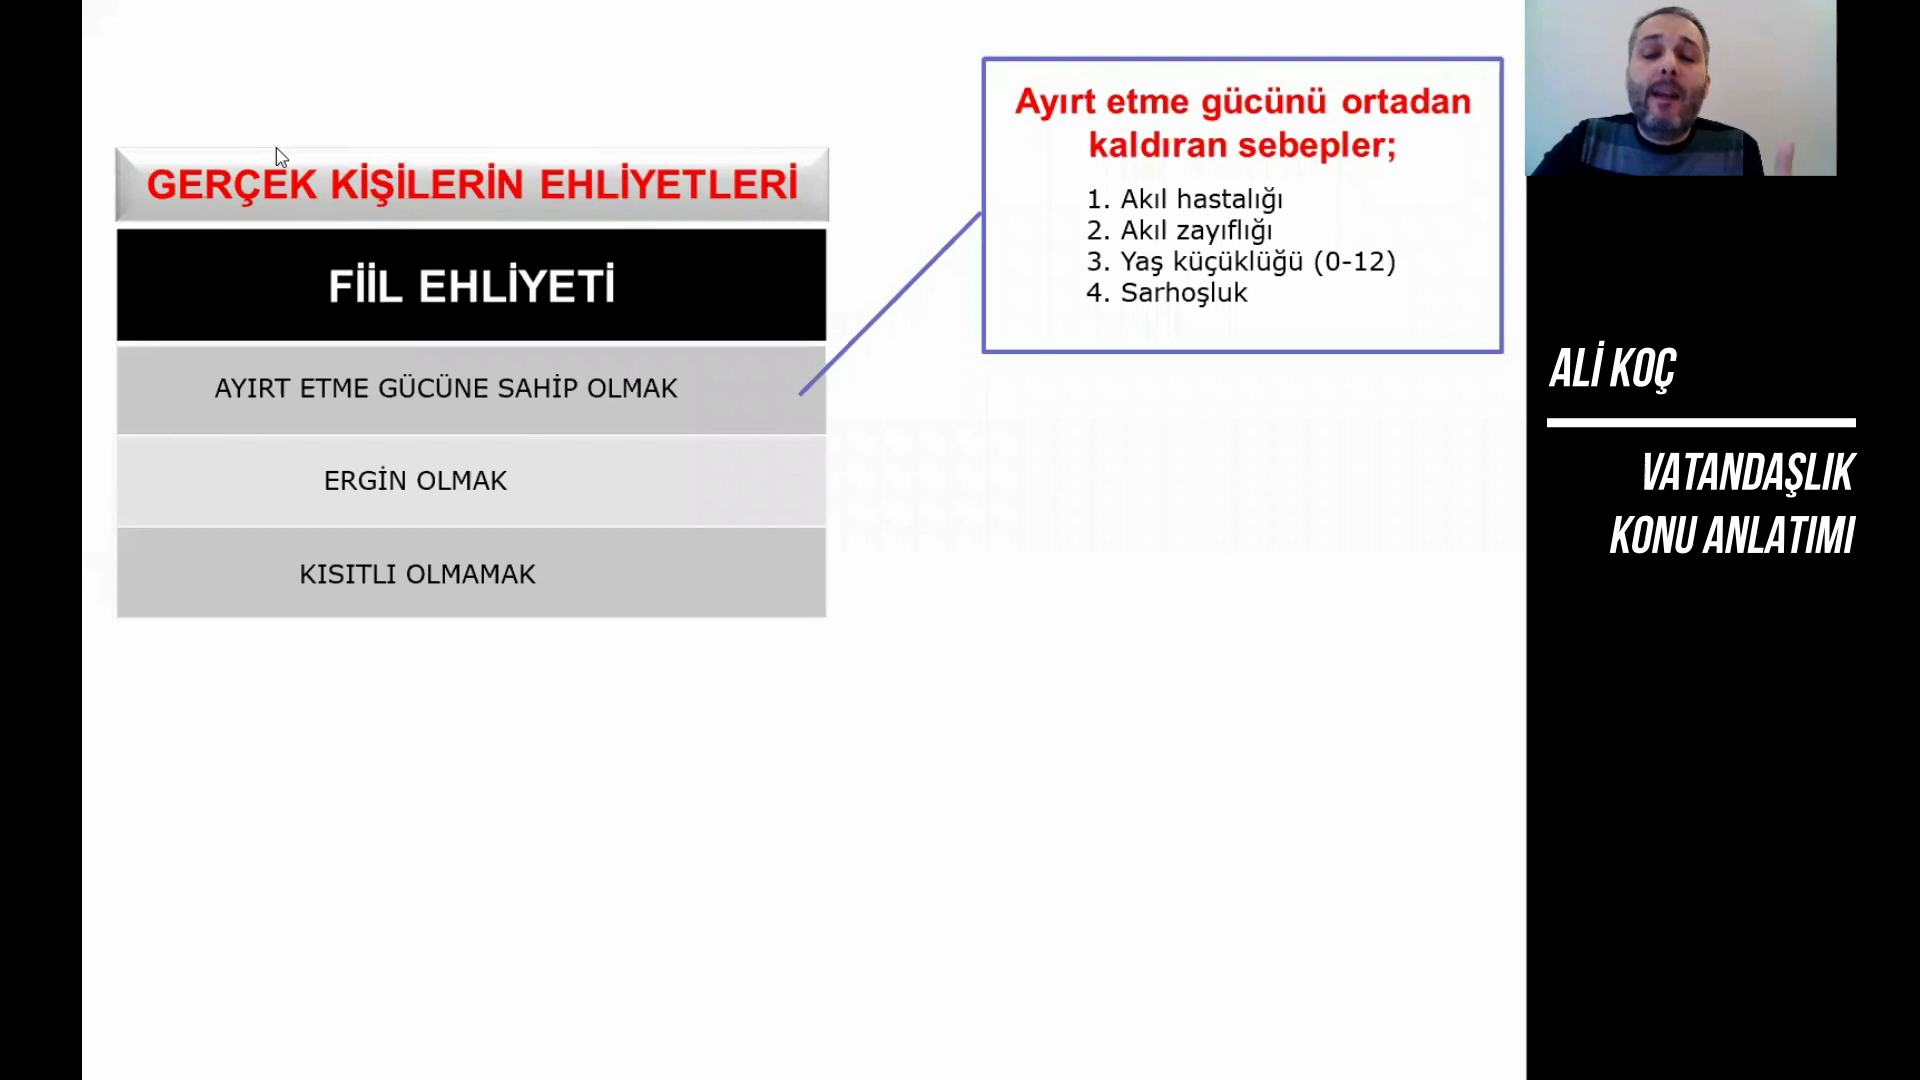 GERÇEK KİŞİLERİN EHLİYETLERİ
FİİL EHLİYETİ
AYIRT ETME GÜCÜNE SAHİP OLMAK
ERGİN OLMAK
KISITLI OLMAMAK
Ayırt etme gücünü ortadan
kaldıran sebepler;
1. Akıl hastalığı
2. Akıl zayıflığı
3. Yaş küçüklüğü (0-12)
4. Sarhoşluk
ALİ KOÇ
VATANDAŞLIK
KONU ANLATIMI